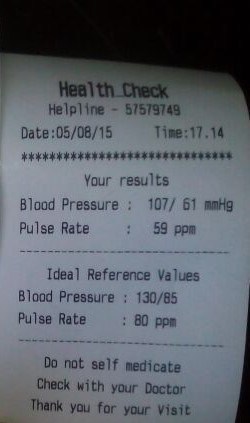 Health_Check
Helpline - 57579749
Date:05/08/15 Time:17.14
******************************
Your results
Blood Pressure : 107/ 61 mmHg
Pulse Rate : 59 ppm
------------------------------
Ideal Reference Values
Blood Pressure : 130/85
Pulse Rate : 80 ppm
------------------------------
Do not self medicate
Check with your Doctor
Thank you for your Visit